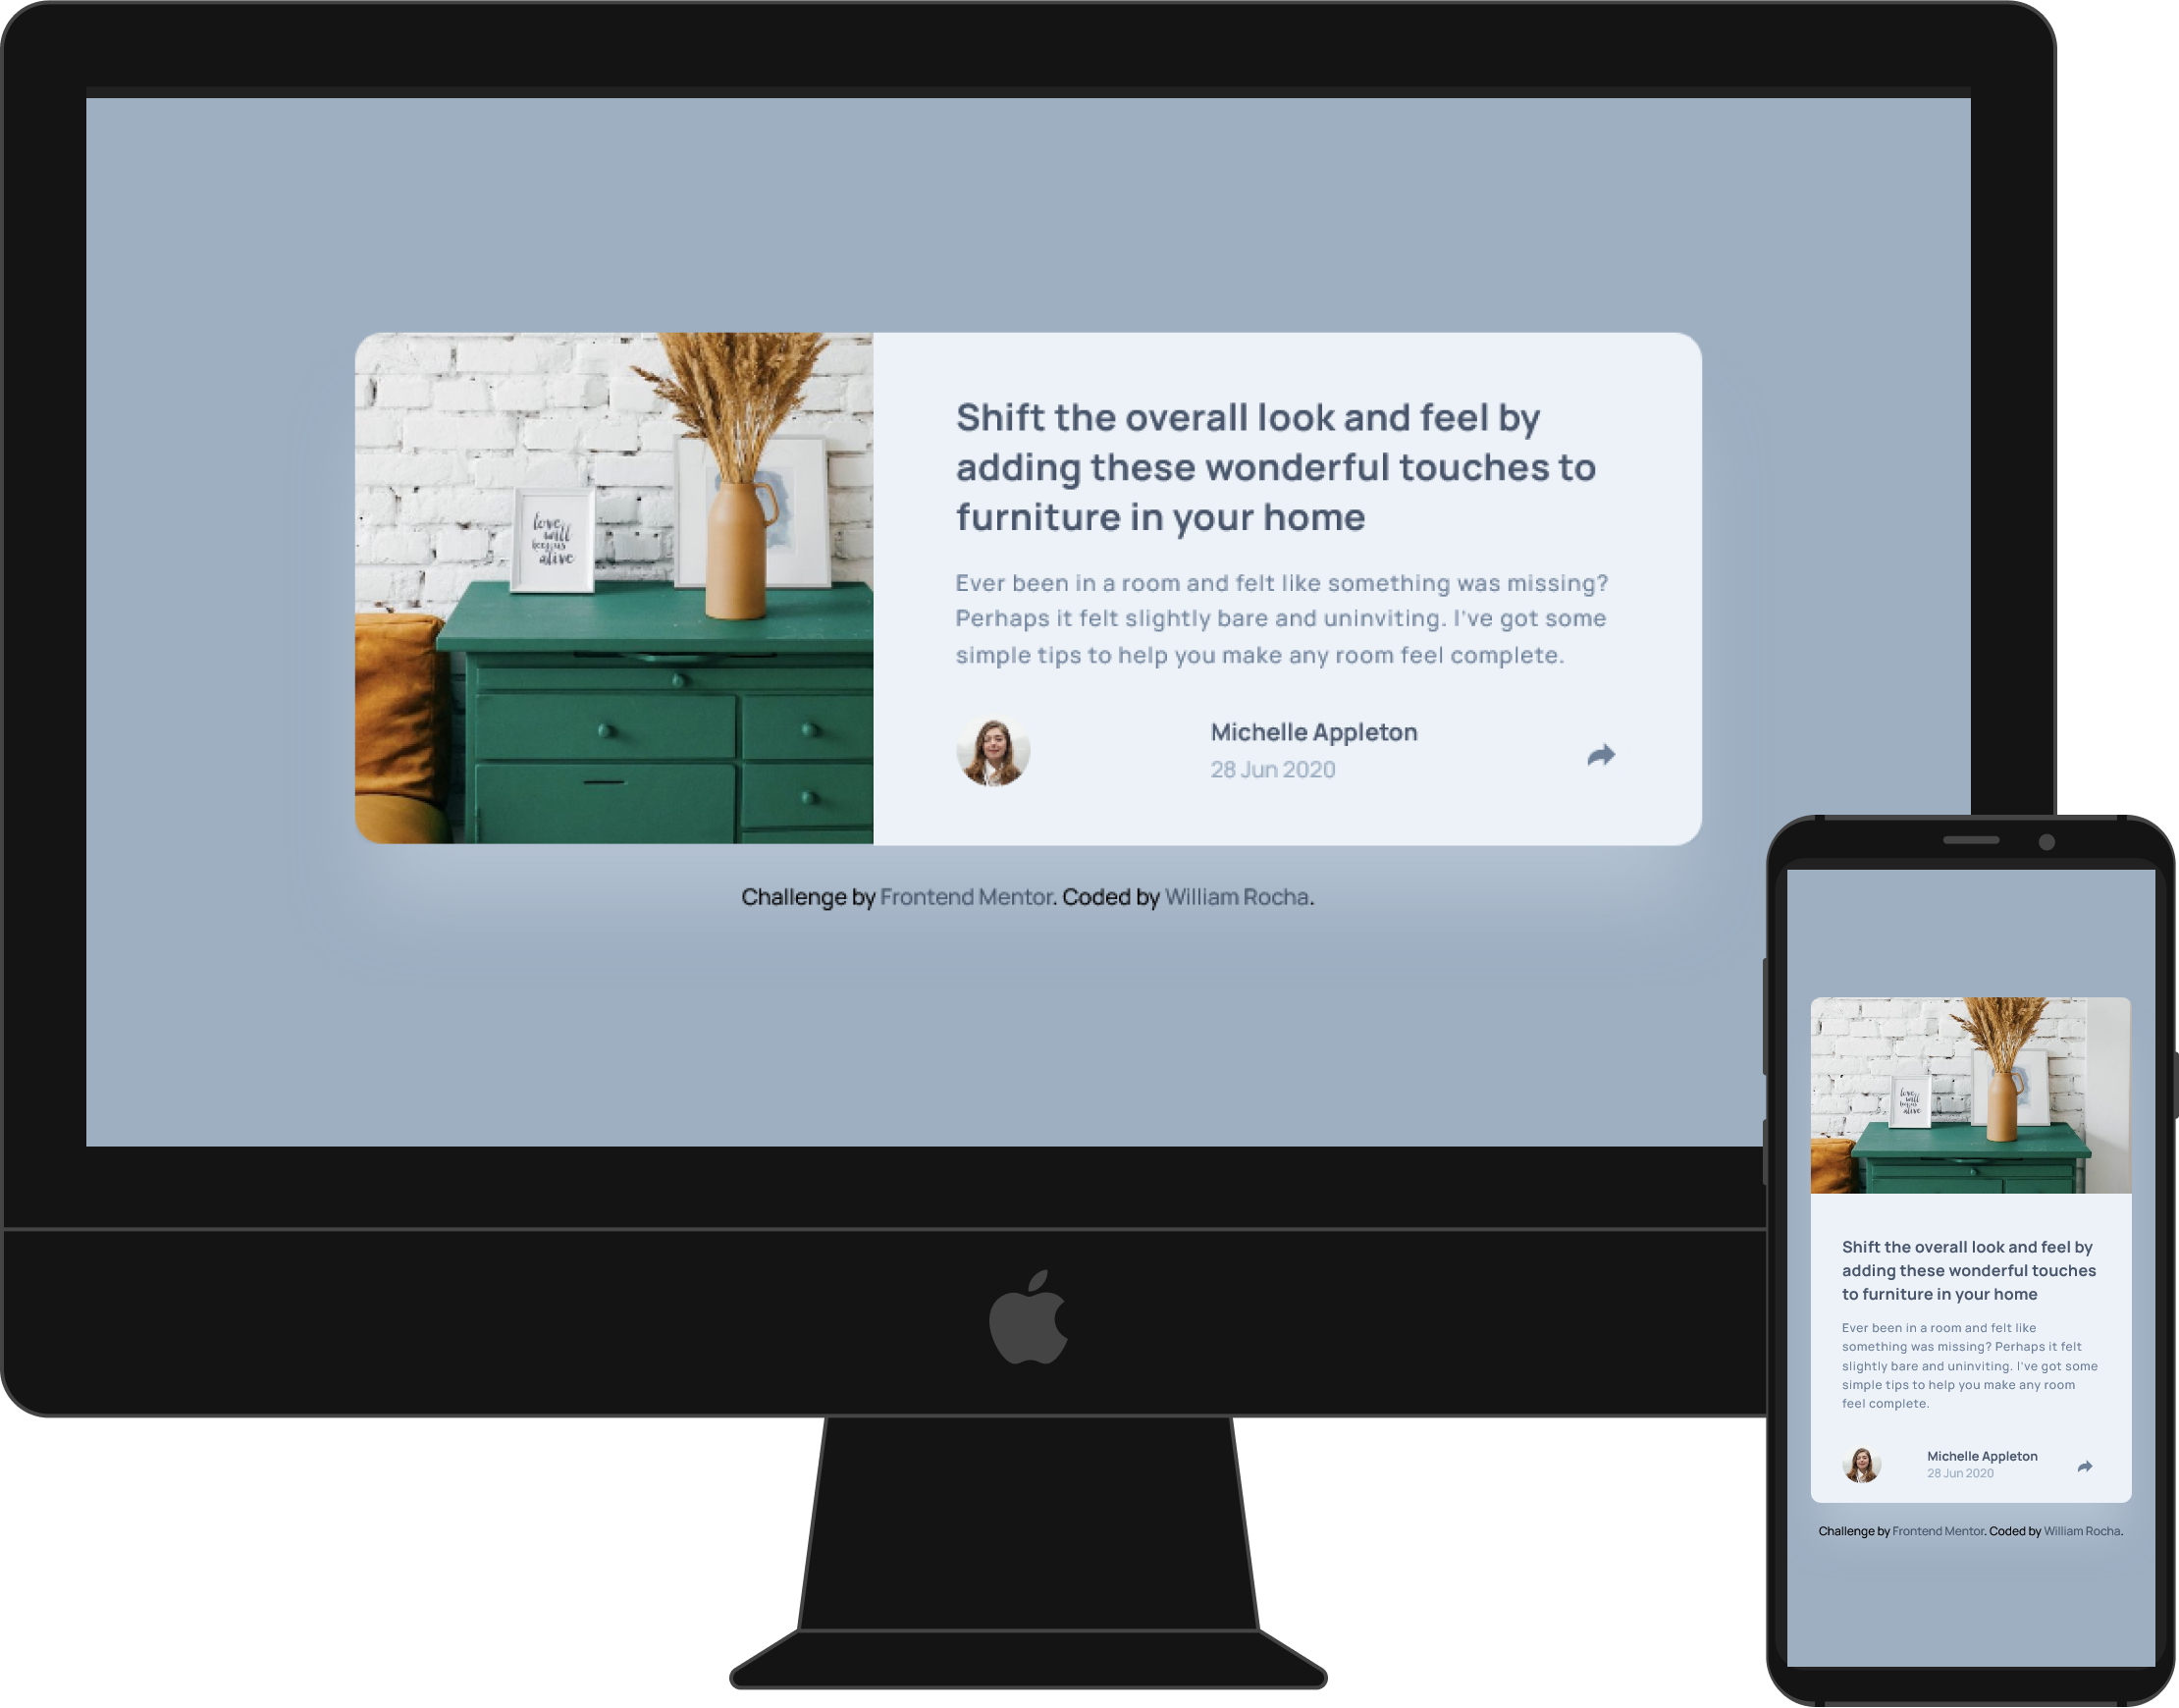 love
will
keep us
alive
Shift the overall look and feel by
adding these wonderful touches to
furniture in your home
Ever been in a room and felt like something was missing?
Perhaps it felt slightly bare and uninviting. I've got some
simple tips to help you make any room feel complete.
Michelle Appleton
28 Jun 2020
Challenge by Frontend Mentor. Coded by William Rocha.
love
will
keep us
alive
Shift the overall look and feel by
adding these wonderful touches
to furniture in your home
Ever been in a room and felt like
something was missing? Perhaps it felt
slightly bare and uninviting. I've got some
simple tips to help you make any room
feel complete.
Michelle Appleton
28 Jun 2020
Challenge by Frontend Mentor. Coded by William Rocha.